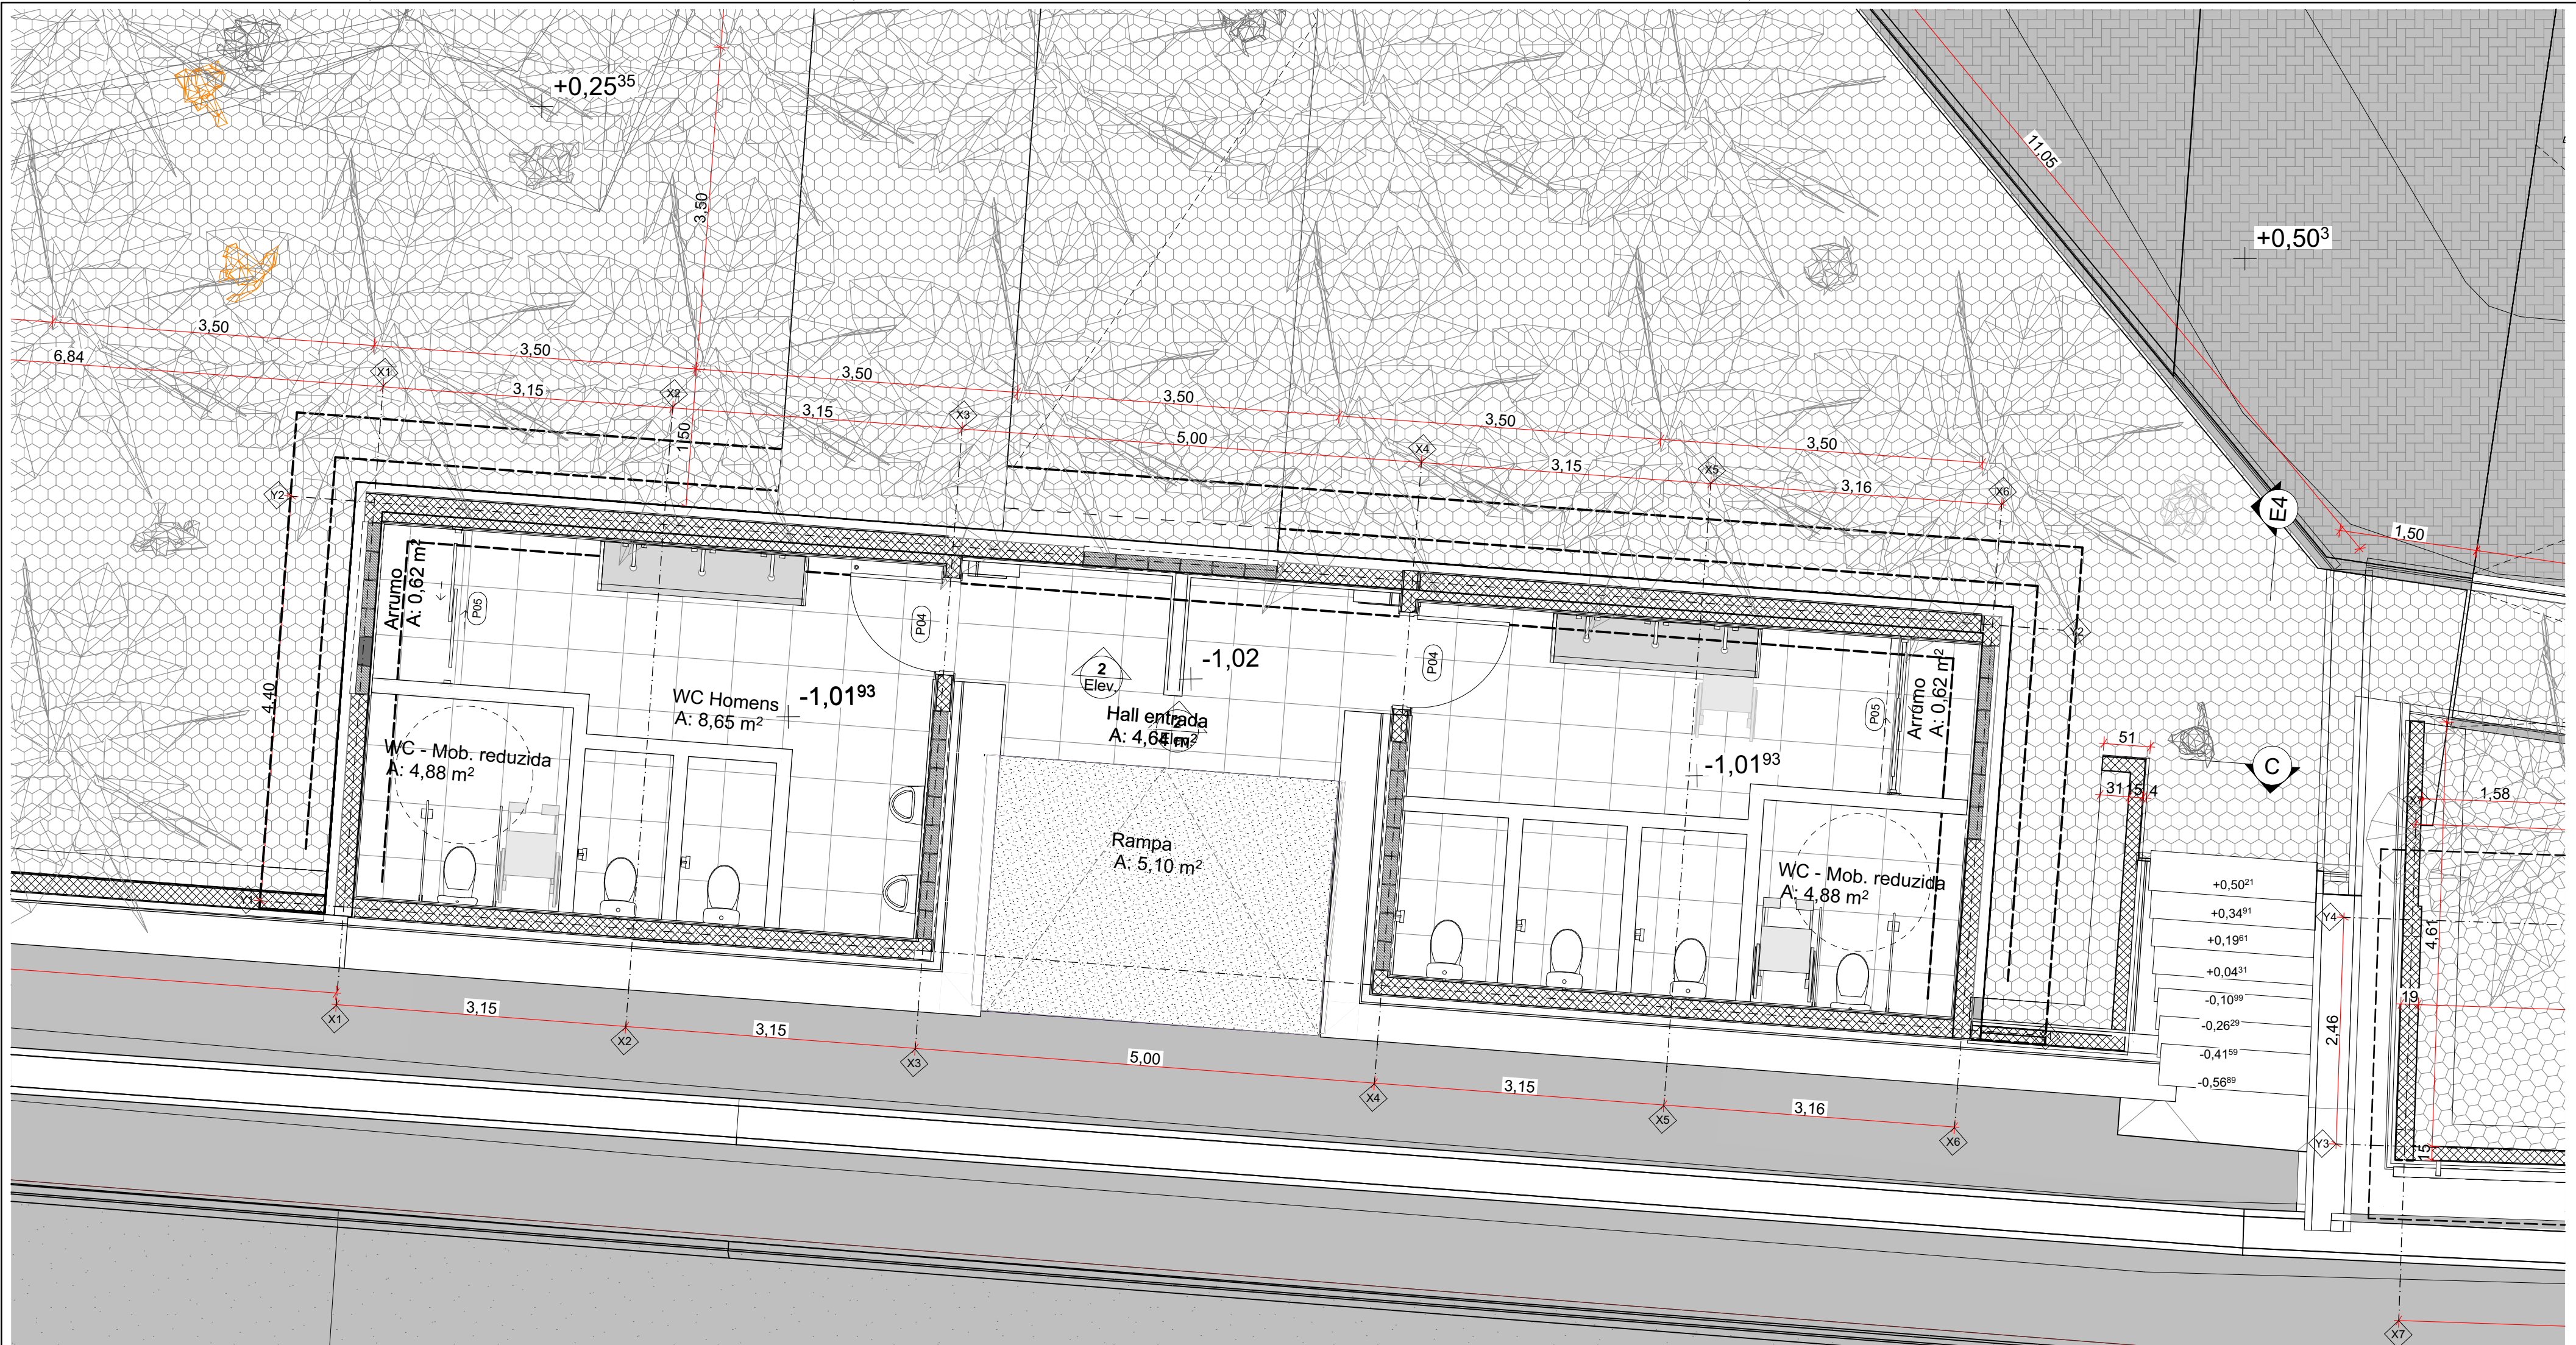 +0,25³⁵
11,05
3,50
+0,50³
3,50
6,84
X1
3,50
3,15
X2
3,50
3,15
X3
1,50
3,50
5,00
X4
3,50
3,15
X5
3,50
3,16
X6
Y2
E4
1,50
Arrumo
A: 0,62 m²
P05
P04
2
Elev.
-1,02
P04
Y2
Arrumo
A: 0,62 m²
P05
4,40
WC Homens
A: 8,65 m²
-1,01⁹³
Hall entrada
A: 4,64 m²
WC - Mob. reduzida
A: 4,88 m²
-1,01⁹³
51
C
31
15
4
1,58
Rampa
A: 5,10 m²
WC - Mob. reduzida
A: 4,88 m²
Y1
+0,50²¹
+0,34⁹¹
+0,19⁶¹
+0,04³¹
-0,10⁹⁹
-0,26²⁹
-0,41⁵⁹
-0,56⁸⁹
Y4
4,61
19
2,46
Y3
15
X1
3,15
X2
3,15
X3
5,00
X4
3,15
X5
3,16
X6
X7